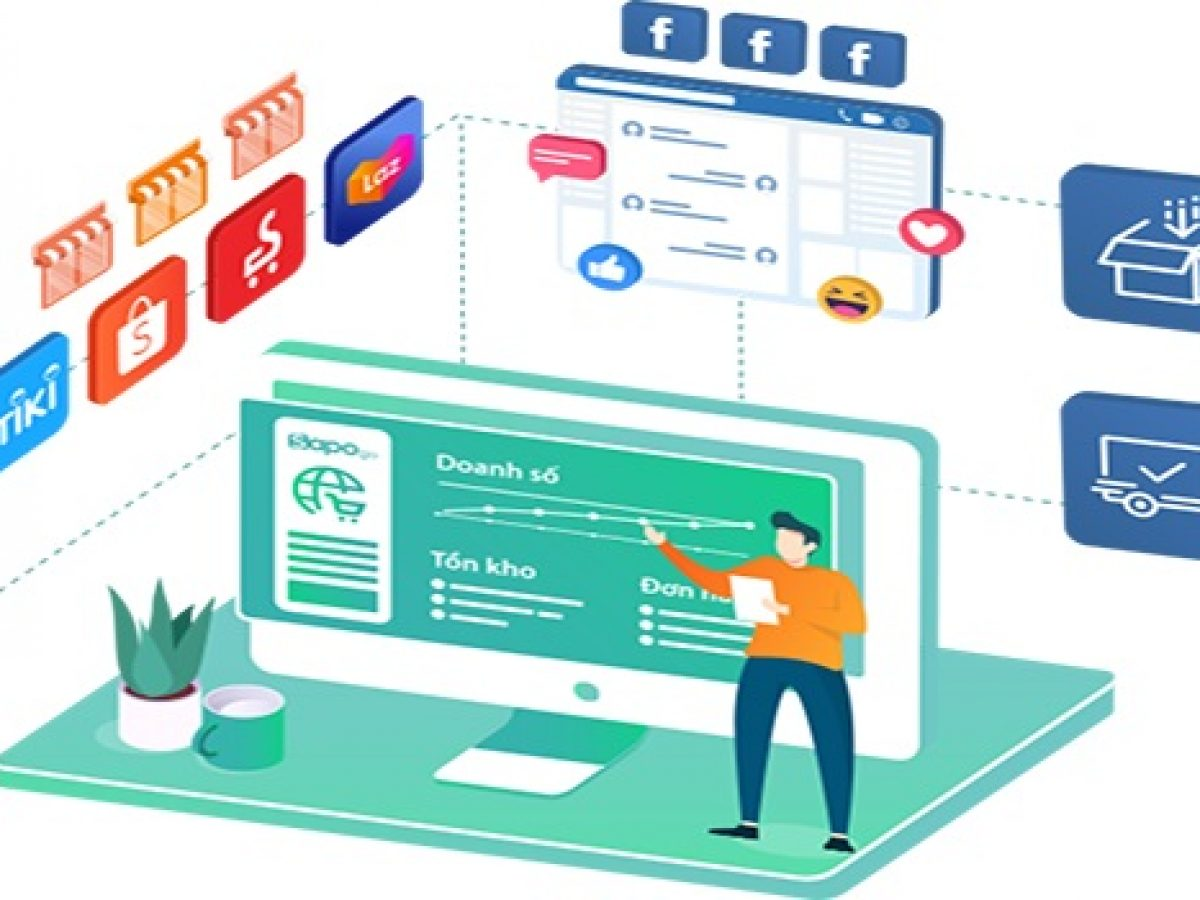 f f f
Laz
S
S
TIKI
Sapo
Doanh số
Tồn kho
Đơn